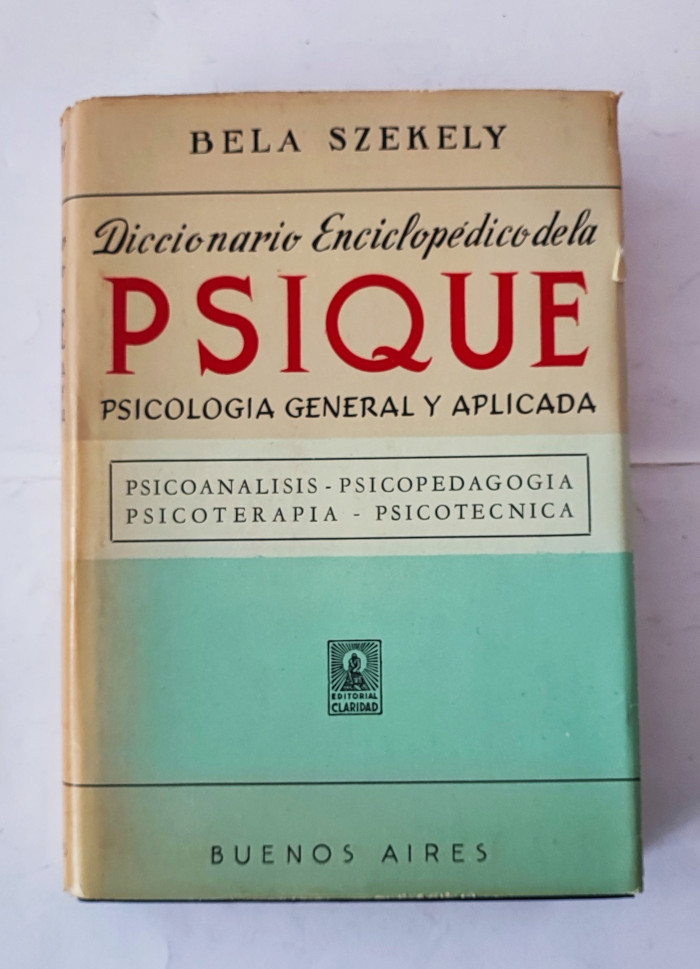 BELA SZEKELY
Diccionario Enciclopédico de la
PSIQUE
PSICOLOGIA GENERAL Y APLICADA
PSICOANALISIS - PSICOPEDAGOGIA
PSICOTERAPIA - PSICOTECNICA
EDITORIAL
CLARIDAD
BUENOS AIRES